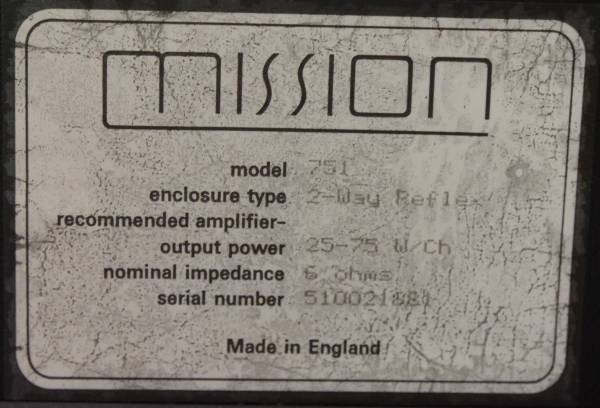 mission
model 751
enclosure type 2-Way Reflex
recommended amplifier-
output power 25-75 W/Ch
nominal impedance 6 ohms
serial number 510021881
Made in England